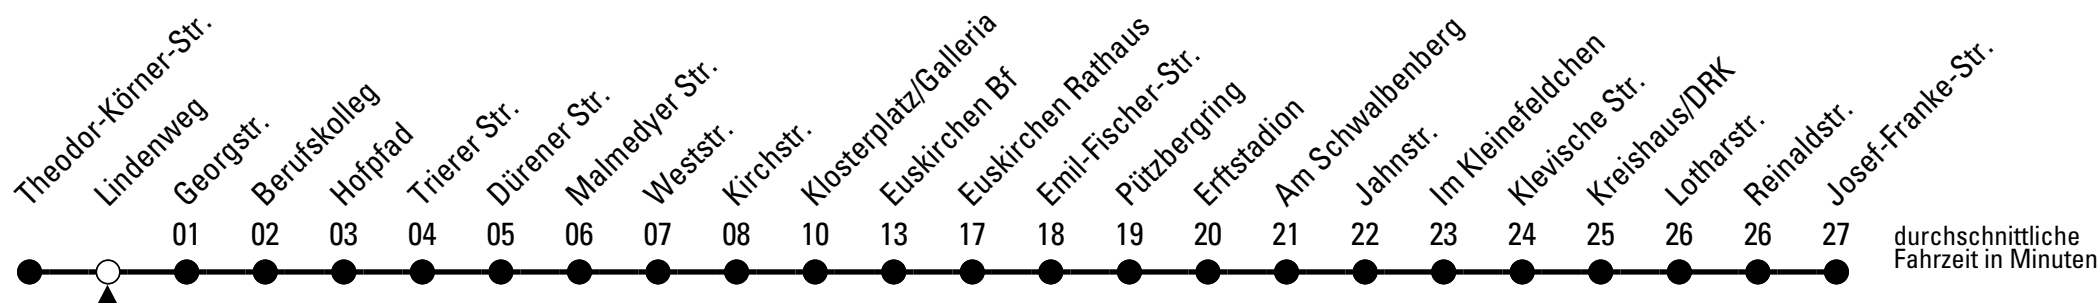 Theodor-Körner-Str.
Lindenweg
Georgstr.
Berufskolleg
Hofpfad
Trierer Str.
Dürener Str.
Malmedyer Str.
Weststr.
Kirchstr.
Klosterplatz/Galleria
Euskirchen Bf
Euskirchen Rathaus
Emil-Fischer-Str.
Pützbergring
Erftstadion
Am Schwalbenberg
Jahnstr.
Im Kleinefeldchen
Klevische Str.
Kreishaus/DRK
Lotharstr.
Reinaldstr.
Josef-Franke-Str.
01 02 03 04 05 06 07 08 10 13 17 18 19 20 21 22 23 24 25 26 26 27
durchschnittliche
Fahrzeit in Minuten